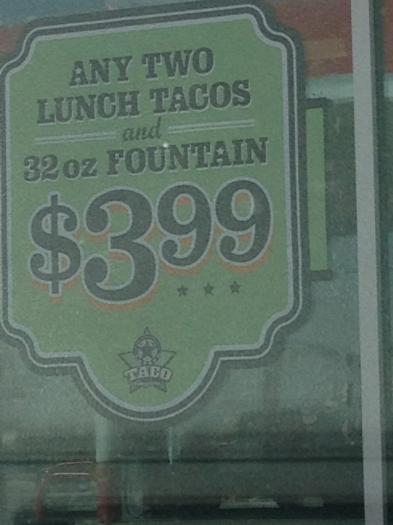 ANY TWO
LUNCH TACOS
and
32 oz FOUNTAIN
$399
TACO